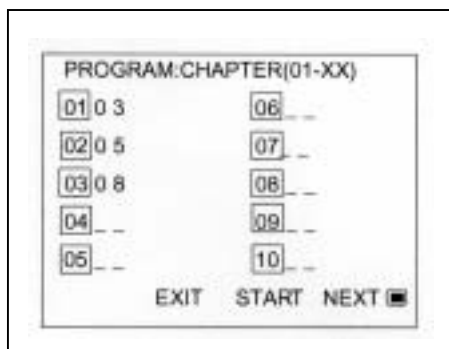 PROGRAM:CHAPTER(01-XX)
01 0 3 06 _ _
02 0 5 07 _ _
03 0 8 08 _ _
04 _ _ 09 _ _
05 _ _ 10 _ _
EXIT START NEXT